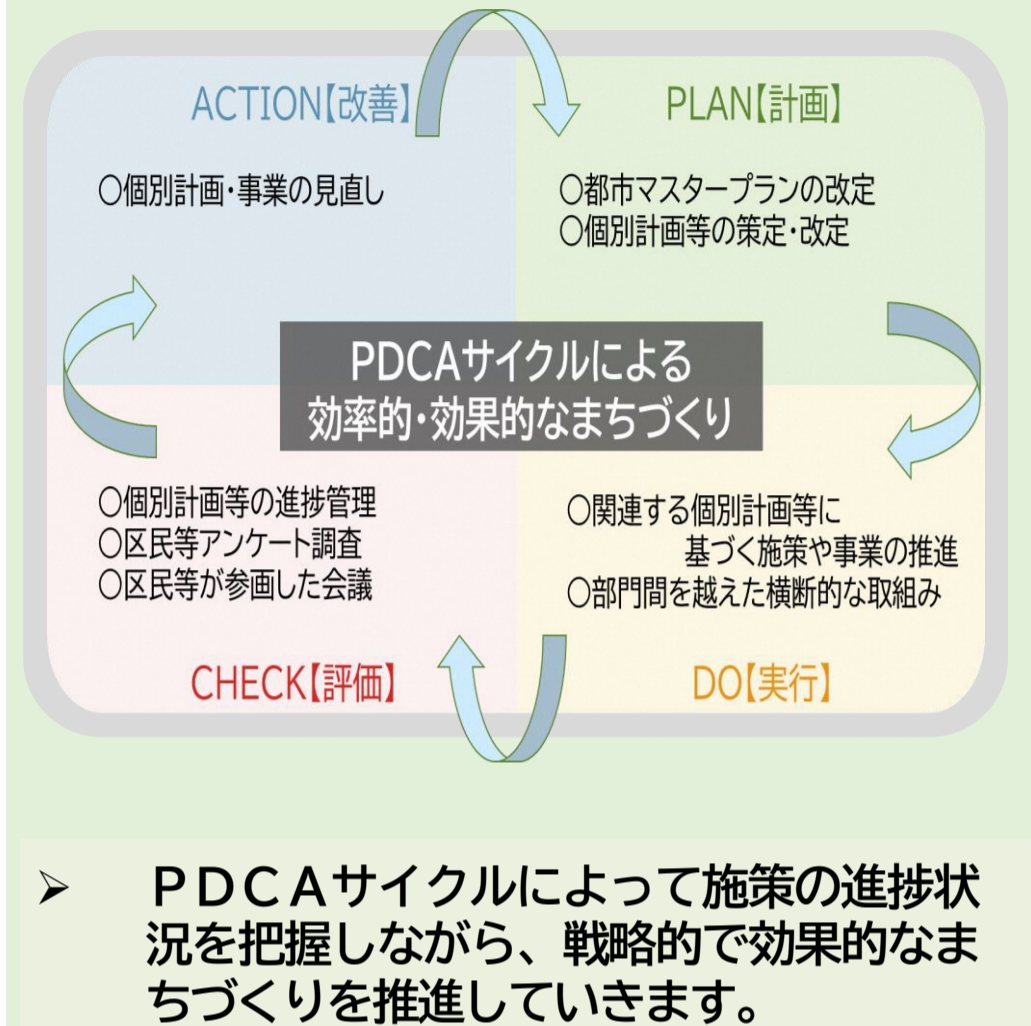 ACTION【改善】
○個別計画・事業の見直し
PLAN【計画】
○都市マスタープランの改定
○個別計画等の策定・改定
PDCAサイクルによる
効率的・効果的なまちづくり
○個別計画等の進捗管理
○区民等アンケート調査
○区民等が参画した会議
CHECK【評価】
○関連する個別計画等に
基づく施策や事業の推進
○部門間を越えた横断的な取組み
DO【実行】
➢ ＰＤＣＡサイクルによって施策の進捗状
況を把握しながら、戦略的で効果的なま
ちづくりを推進していきます。